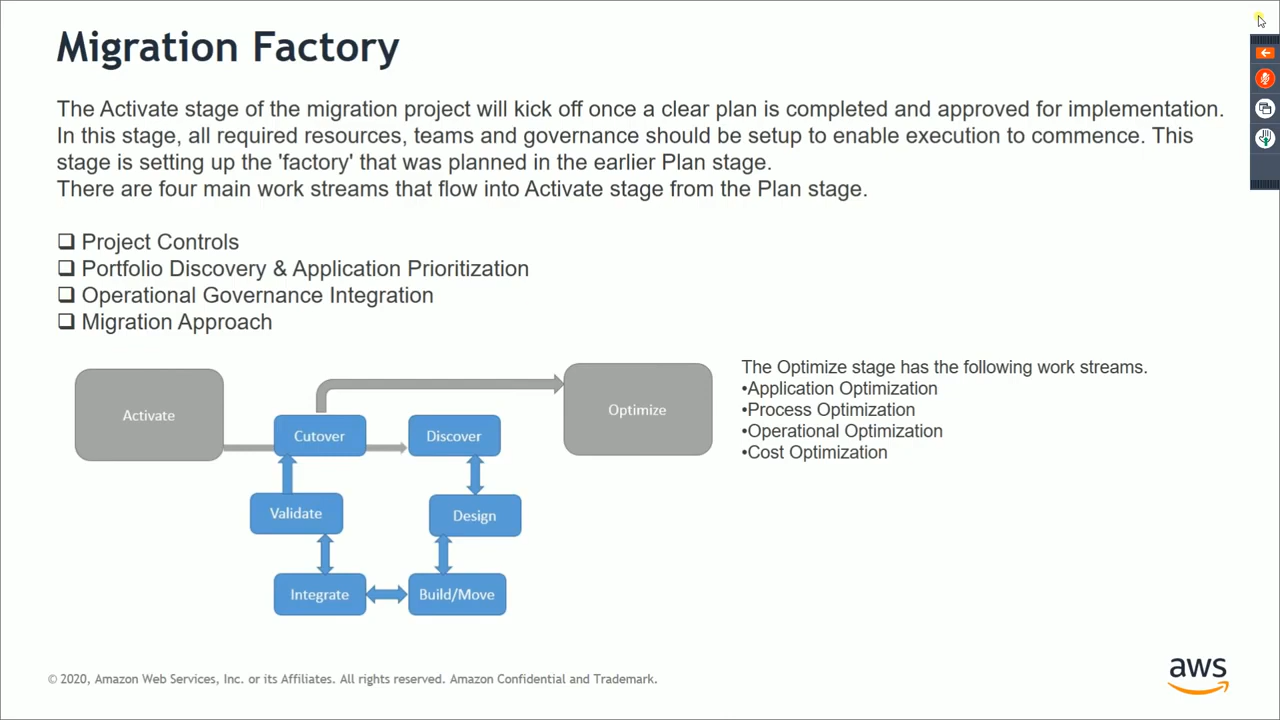 Migration Factory
The Activate stage of the migration project will kick off once a clear plan is completed and approved for implementation.
In this stage, all required resources, teams and governance should be setup to enable execution to commence. This
stage is setting up the 'factory' that was planned in the earlier Plan stage.
There are four main work streams that flow into Activate stage from the Plan stage.
❑ Project Controls
❑ Portfolio Discovery & Application Prioritization
❑ Operational Governance Integration
❑ Migration Approach
Activate
Cutover
Discover
Validate
Design
Integrate
Build/Move
Optimize
The Optimize stage has the following work streams.
•Application Optimization
•Process Optimization
•Operational Optimization
•Cost Optimization
© 2020, Amazon Web Services, Inc. or its Affiliates. All rights reserved. Amazon Confidential and Trademark.
aws